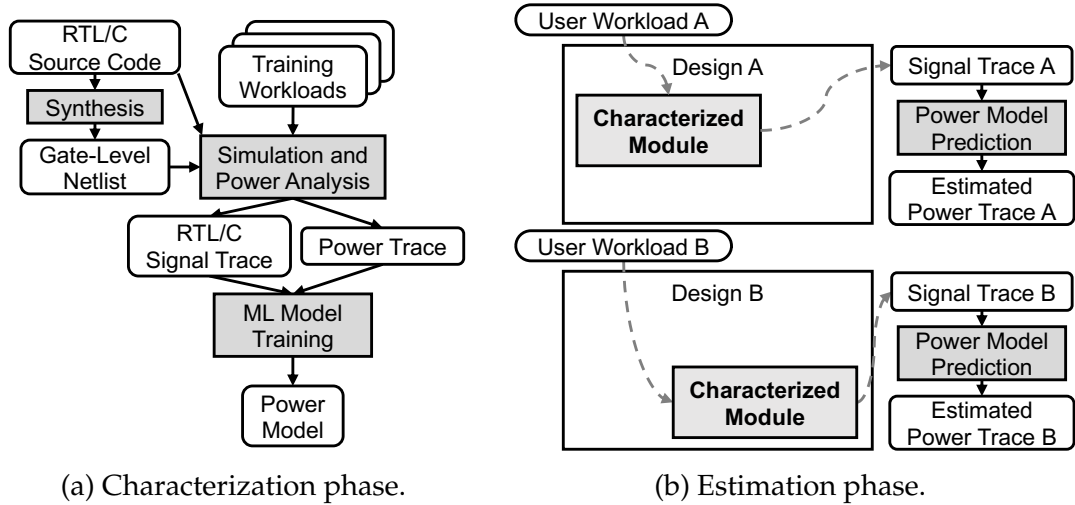 RTL/C
Source Code
Training
Workloads
Synthesis
Gate-Level
Netlist
Simulation and
Power Analysis
RTL/C
Signal Trace
Power Trace
ML Model
Training
Power
Model
(a) Characterization phase.
User Workload A
Design A
Characterized
Module
Signal Trace A
Power Model
Prediction
Estimated
Power Trace A
User Workload B
Design B
Characterized
Module
Signal Trace B
Power Model
Prediction
Estimated
Power Trace B
(b) Estimation phase.